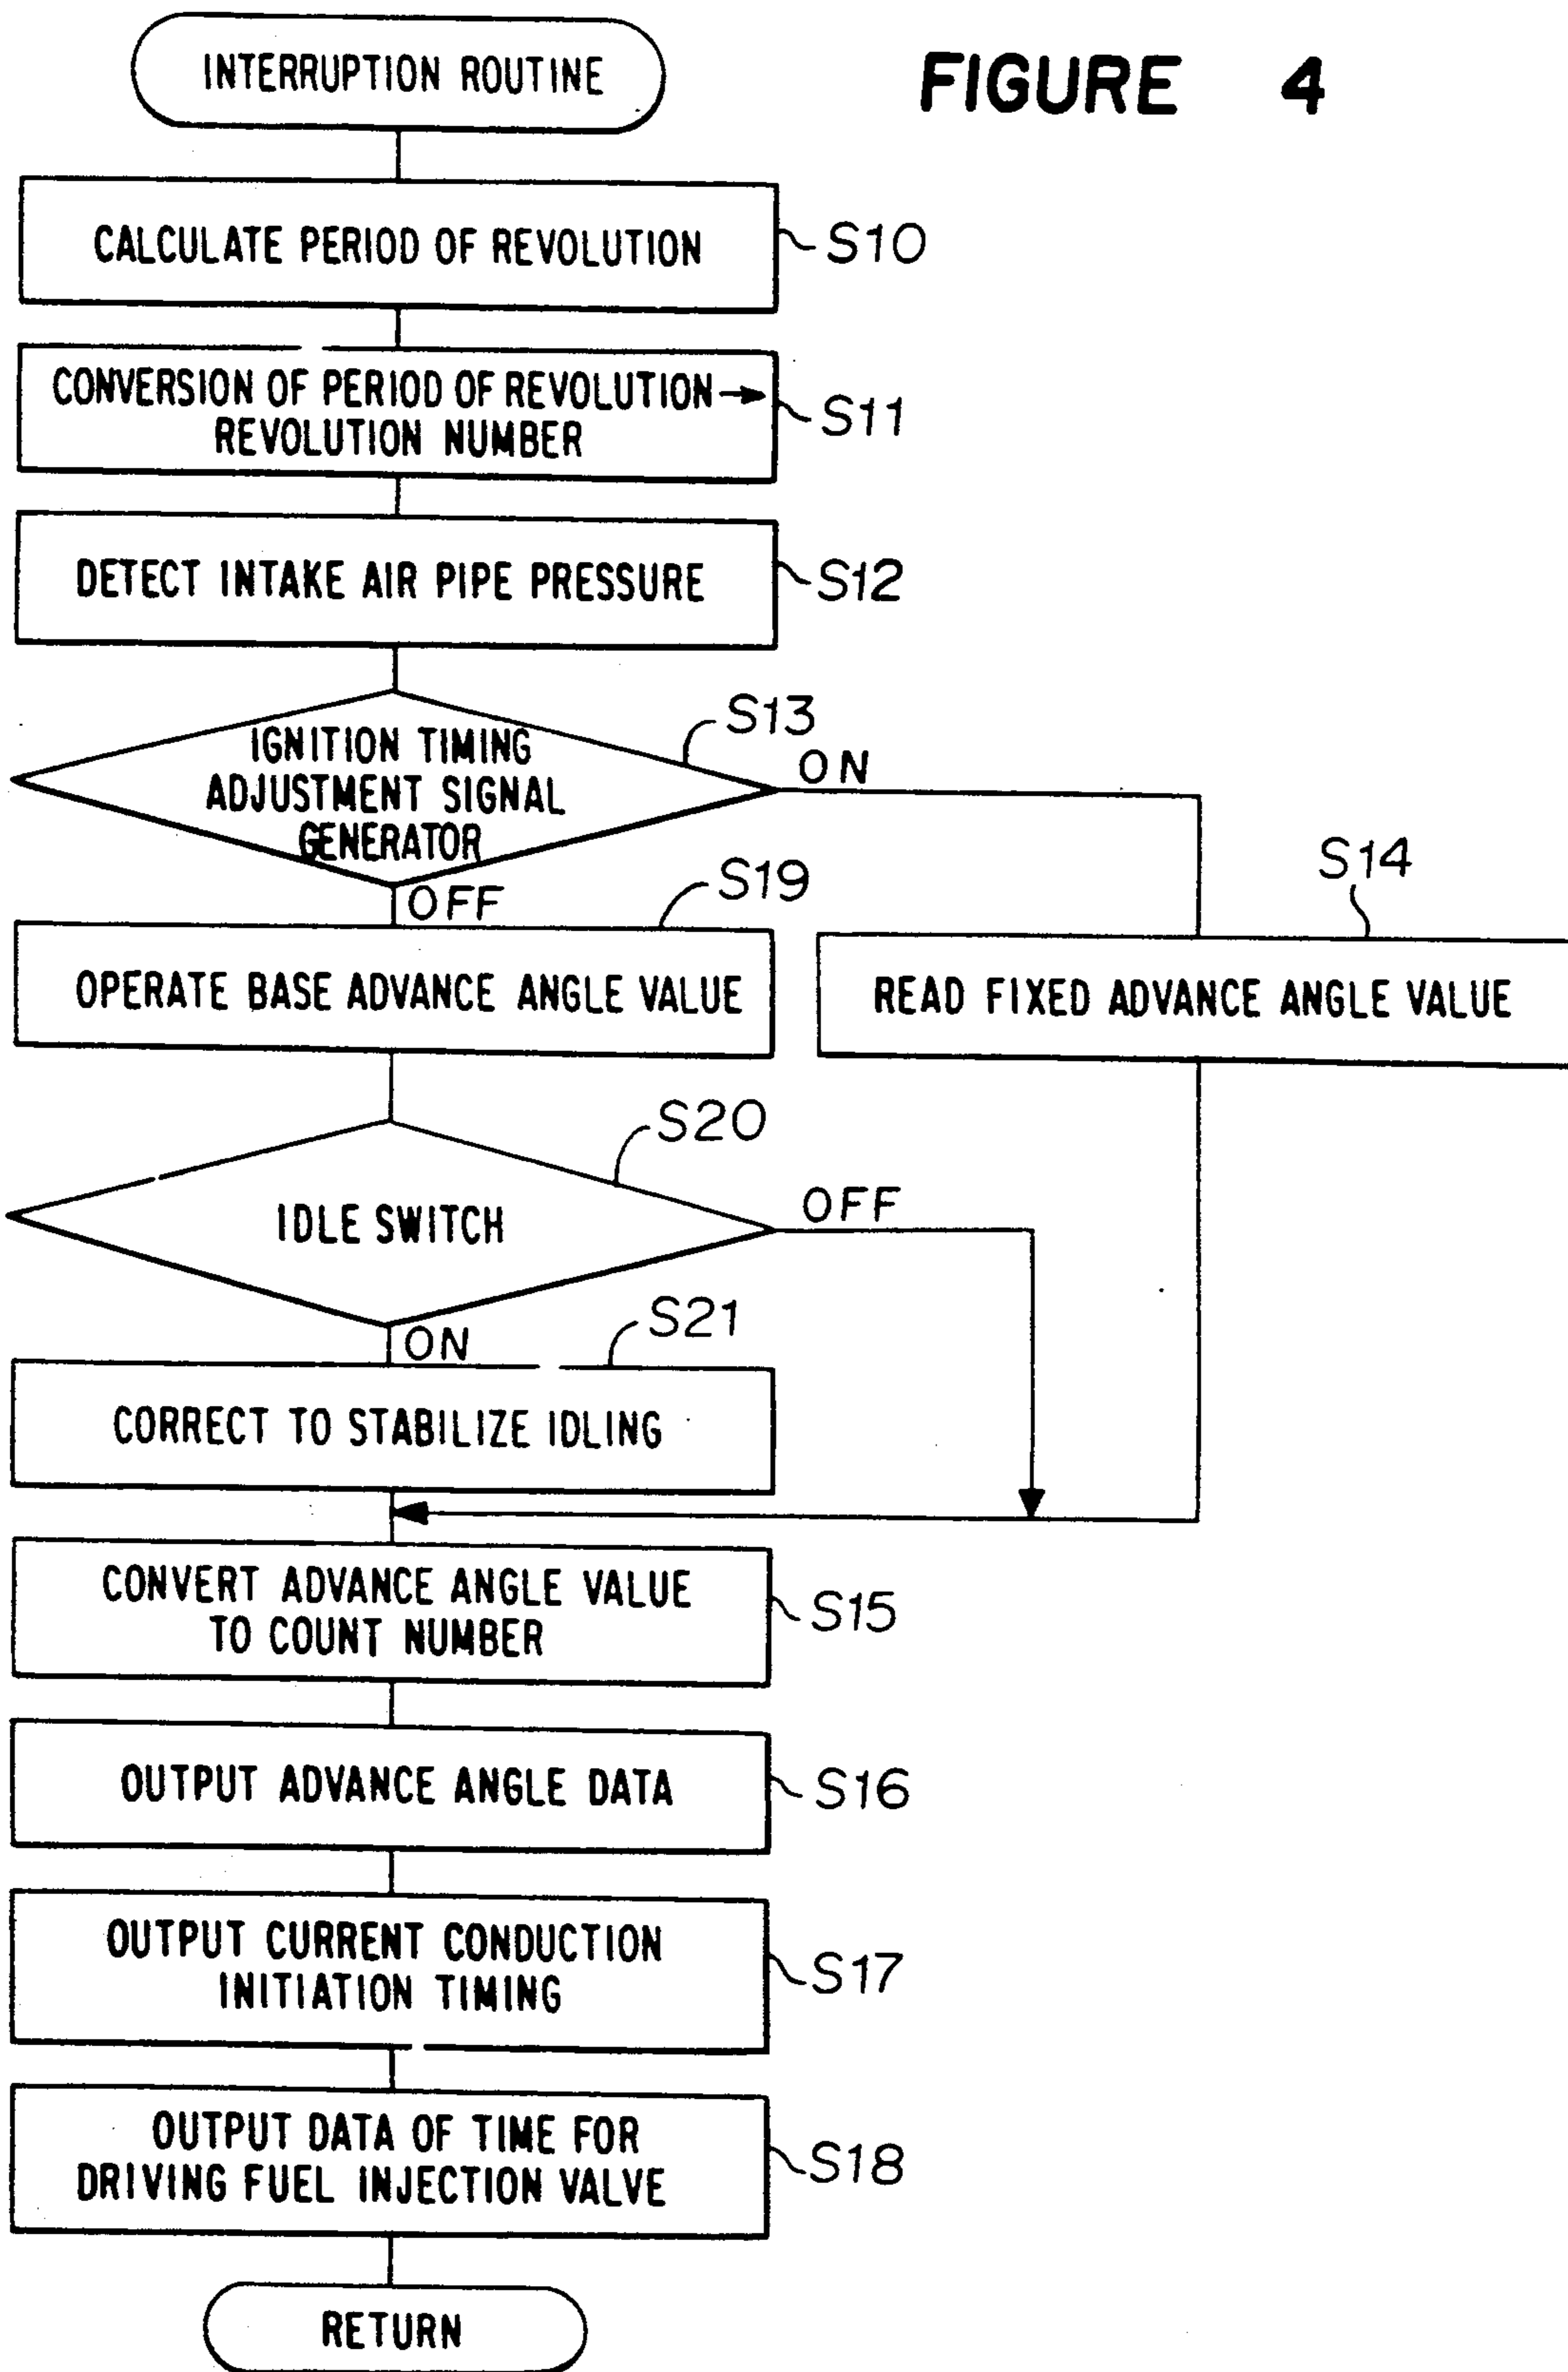 INTERRUPTION ROUTINE
FIGURE 4
CALCULATE PERIOD OF REVOLUTION
S10
CONVERSION OF PERIOD OF REVOLUTION →
REVOLUTION NUMBER
S11
DETECT INTAKE AIR PIPE PRESSURE
S12
S13
IGNITION TIMING
ADJUSTMENT SIGNAL
GENERATOR
ON
OFF
S19
S14
OPERATE BASE ADVANCE ANGLE VALUE
READ FIXED ADVANCE ANGLE VALUE
S20
IDLE SWITCH
OFF
ON
S21
CORRECT TO STABILIZE IDLING
CONVERT ADVANCE ANGLE VALUE
TO COUNT NUMBER
S15
OUTPUT ADVANCE ANGLE DATA
S16
OUTPUT CURRENT CONDUCTION
INITIATION TIMING
S17
OUTPUT DATA OF TIME FOR
DRIVING FUEL INJECTION VALVE
S18
RETURN